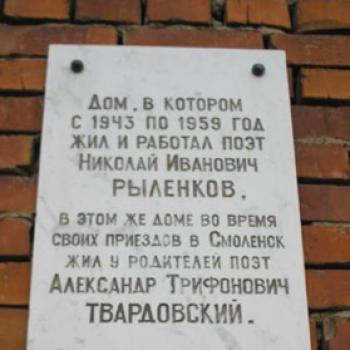 Дом, в котором
с 1943 по 1959 год
жил и работал поэт
Николай Иванович
Рыленков.
в этом же доме во время
своих приездов в Смоленск
жил у родителей поэт
Александр Трифонович
Твардовский.